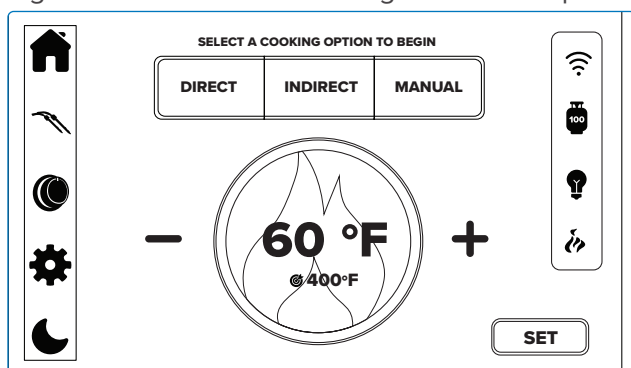 SELECT A COOKING OPTION TO BEGIN
DIRECT INDIRECT MANUAL
100
60 °F
400°F
SET